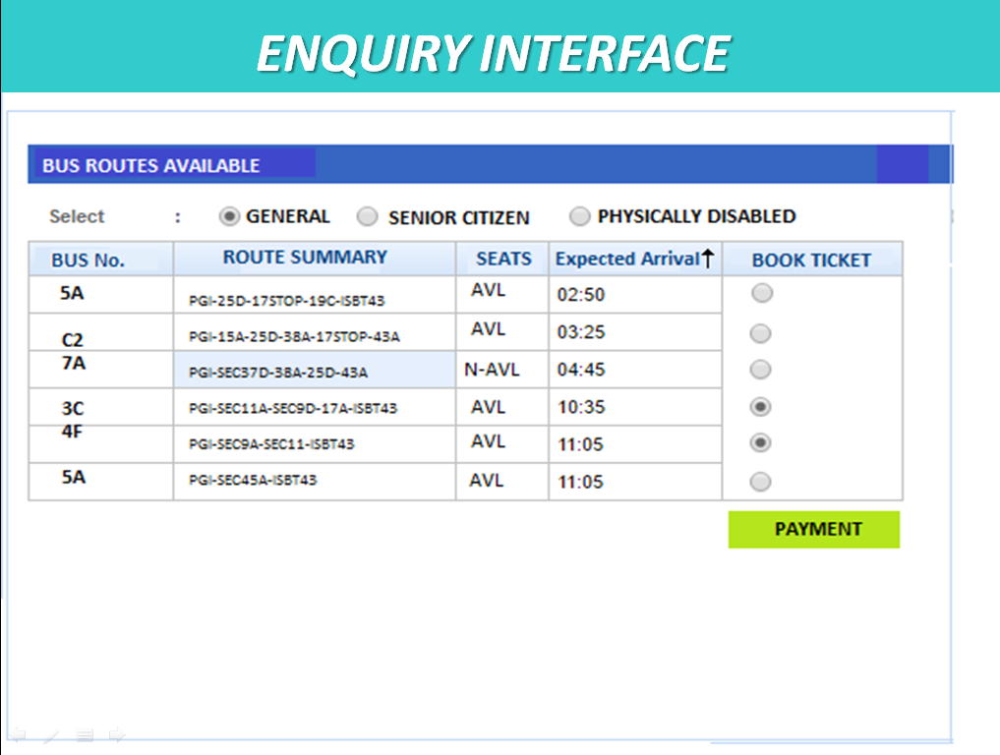 ENQUIRY INTERFACE
BUS ROUTES AVAILABLE
Select : GENERAL SENIOR CITIZEN PHYSICALLY DISABLED
BUS No. ROUTE SUMMARY SEATS Expected Arrival↑ BOOK TICKET
5A PGI-25D-17STOP-19C-ISBT43 AVL 02:50
C2 PGI-15A-25D-38A-17STOP-43A AVL 03:25
7A PGI-SEC37D-38A-25D-43A N-AVL 04:45
3C PGI-SEC11A-SEC9D-17A-ISBT43 AVL 10:35
4F PGI-SEC9A-SEC11-ISBT43 AVL 11:05
5A PGI-SEC45A-ISBT43 AVL 11:05
PAYMENT